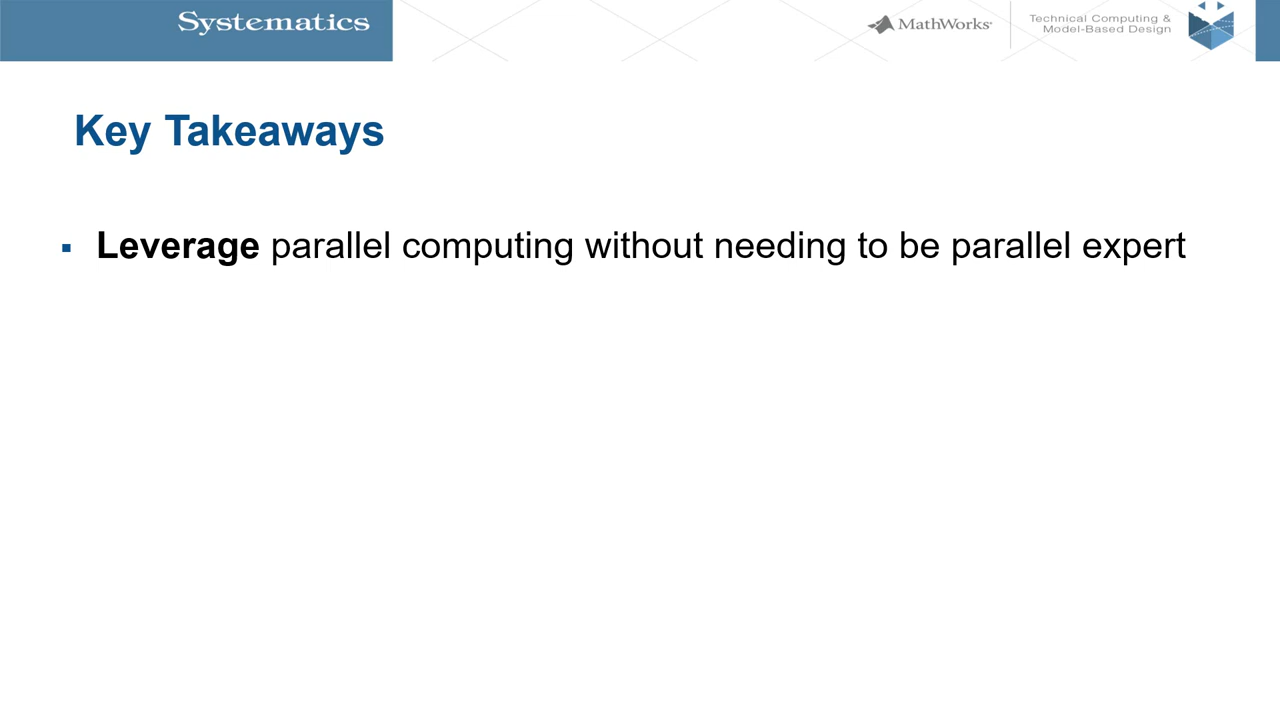 Systematics
MathWorks
Technical Computing &
Model-Based Design
Key Takeaways
▪ Leverage parallel computing without needing to be parallel expert